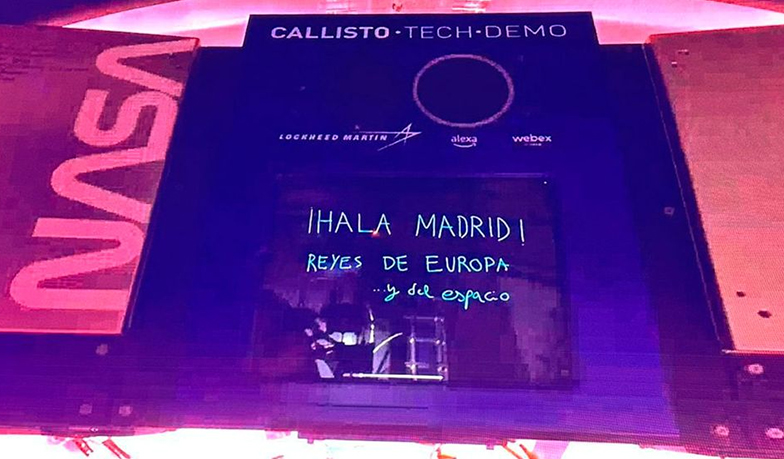 CALLISTO·TECH·DEMO
NASA
LOCKHEED MARTIN
alexa
webex
¡HALA MADRID!
REYES DE EUROPA
...y del espacio